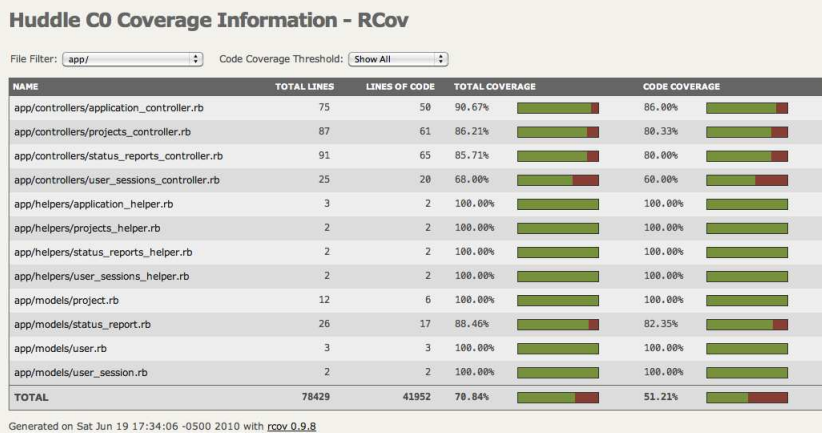 Huddle C0 Coverage Information - RCov
File Filter: app/ Code Coverage Threshold: Show All
NAME TOTAL LINES LINES OF CODE TOTAL COVERAGE CODE COVERAGE
app/controllers/application_controller.rb 75 50 90.67% 86.00%
app/controllers/projects_controller.rb 87 61 86.21% 80.33%
app/controllers/status_reports_controller.rb 91 65 85.71% 80.00%
app/controllers/user_sessions_controller.rb 25 20 68.00% 60.00%
app/helpers/application_helper.rb 3 2 100.00% 100.00%
app/helpers/projects_helper.rb 2 2 100.00% 100.00%
app/helpers/status_reports_helper.rb 2 2 100.00% 100.00%
app/helpers/user_sessions_helper.rb 2 2 100.00% 100.00%
app/models/project.rb 12 6 100.00% 100.00%
app/models/status_report.rb 26 17 88.46% 82.35%
app/models/user.rb 3 3 100.00% 100.00%
app/models/user_session.rb 2 2 100.00% 100.00%
TOTAL 78429 41952 70.84% 51.21%
Generated on Sat Jun 19 17:34:06 -0500 2010 with rcov 0.9.8